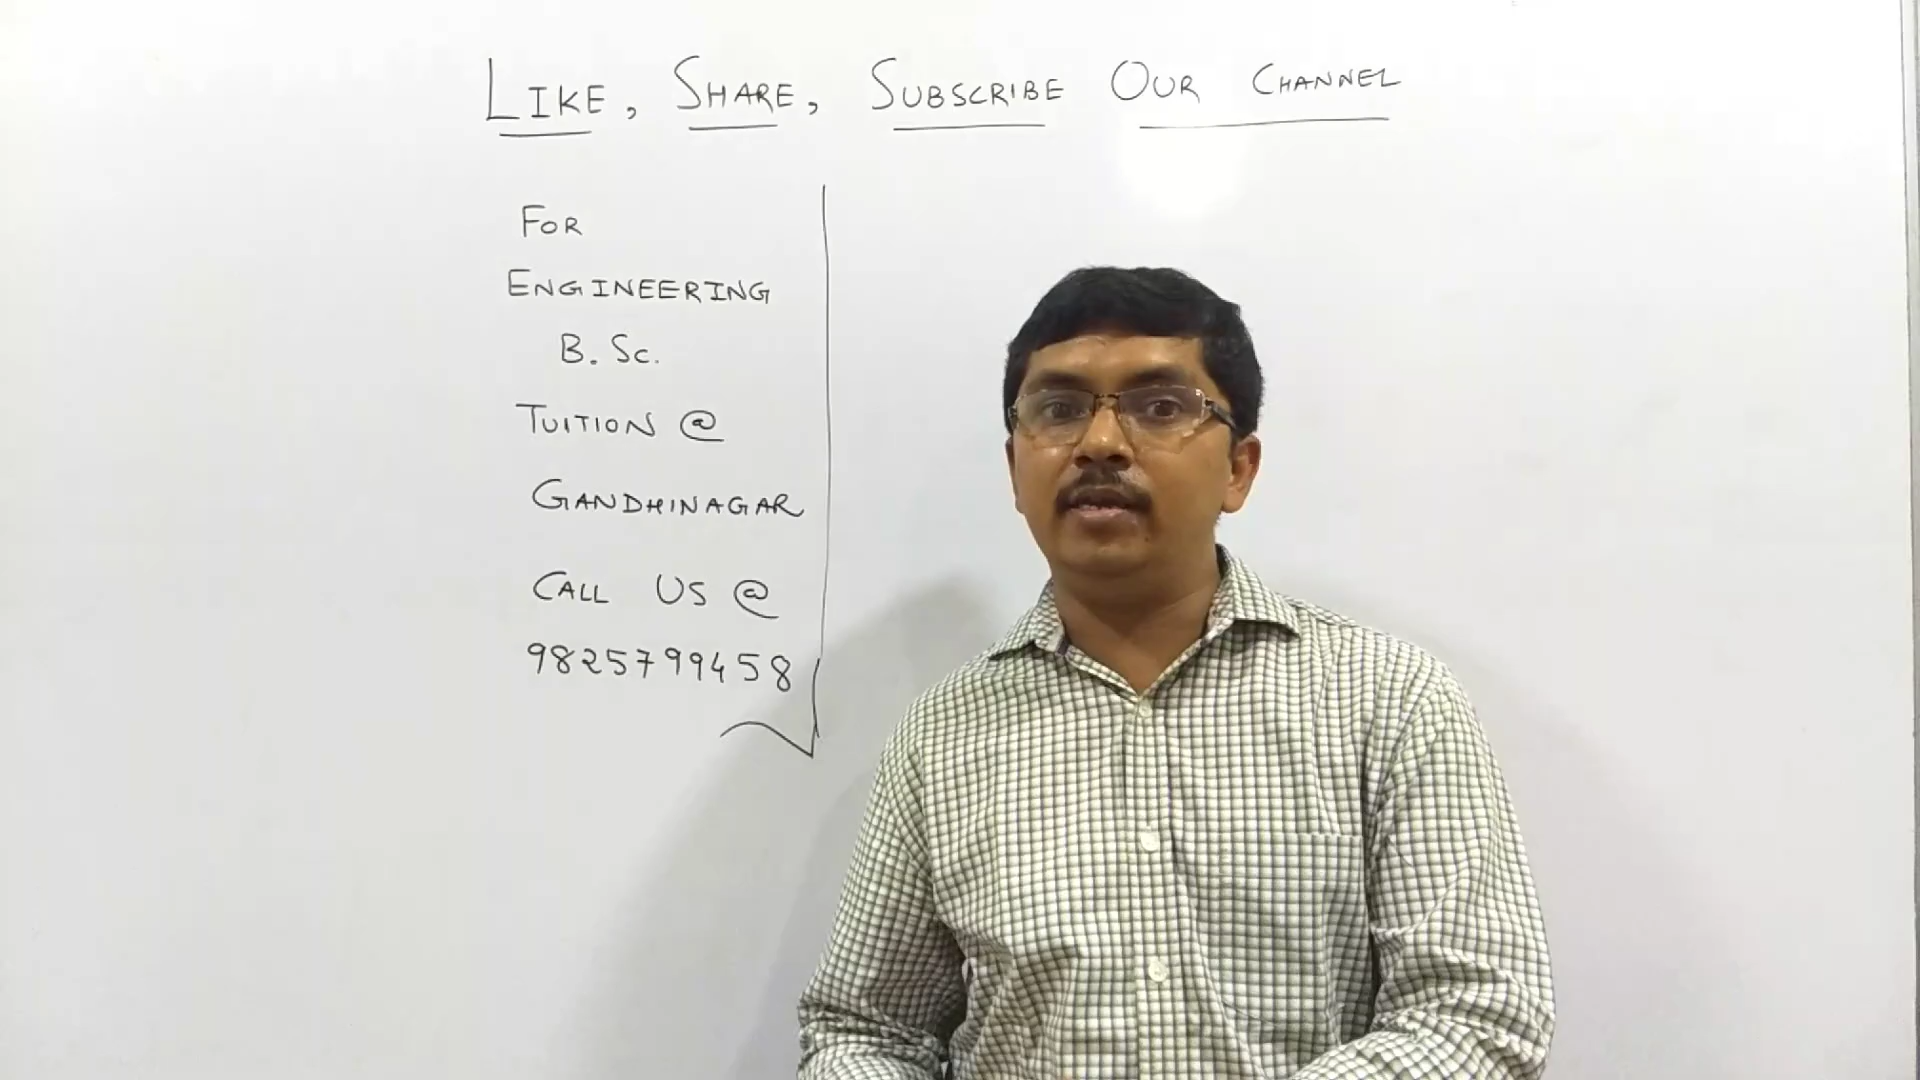 LIKE, SHARE, SUBSCRIBE OUR CHANNEL
FOR
ENGINEERING
B. Sc.
TUITION @
GANDHINAGAR
CALL US @
9825799458